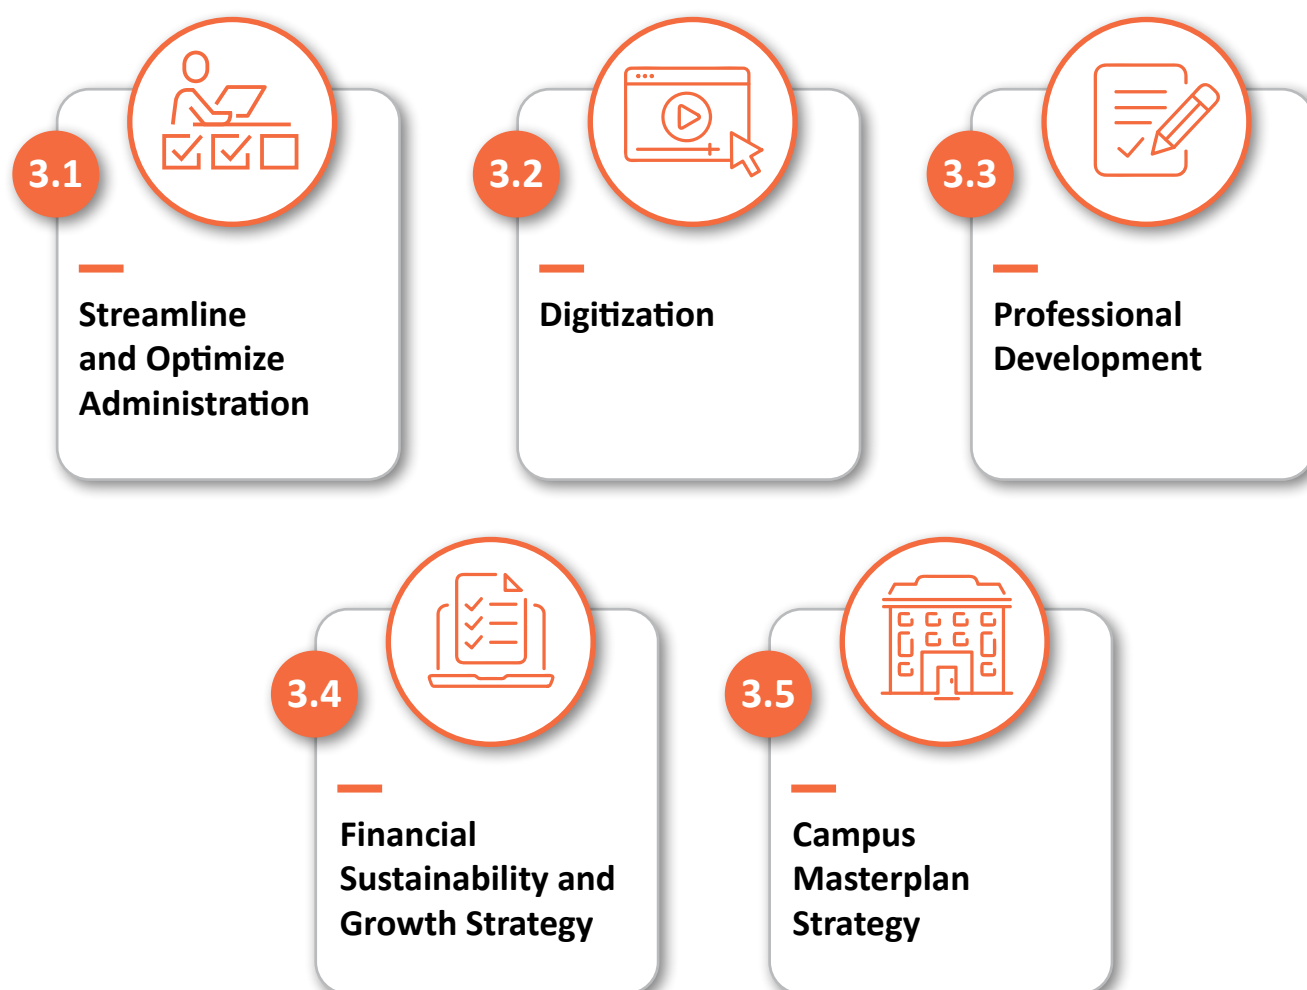 3.1
Streamline
and Optimize
Administration
3.2
Digitization
3.3
Professional
Development
3.4
Financial
Sustainability and
Growth Strategy
3.5
Campus
Masterplan
Strategy